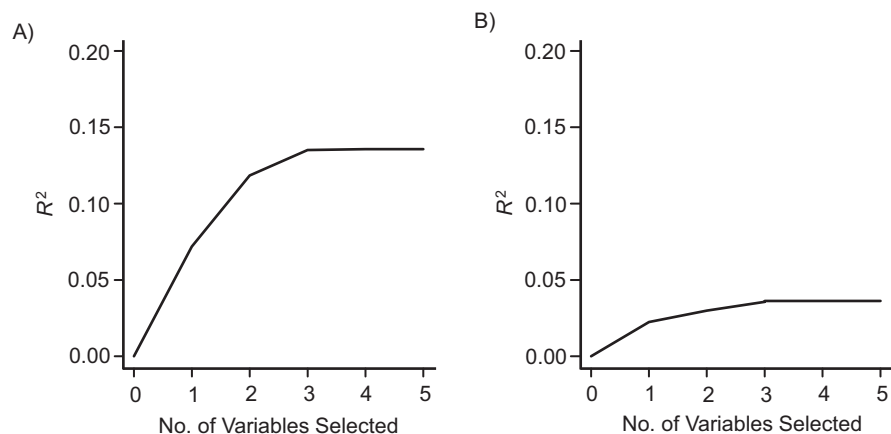 A)
0.20
0.15
0.10
0.05
0.00
R²
0 1 2 3 4 5
No. of Variables Selected
B)
0.20
0.15
0.10
0.05
0.00
R²
0 1 2 3 4 5
No. of Variables Selected